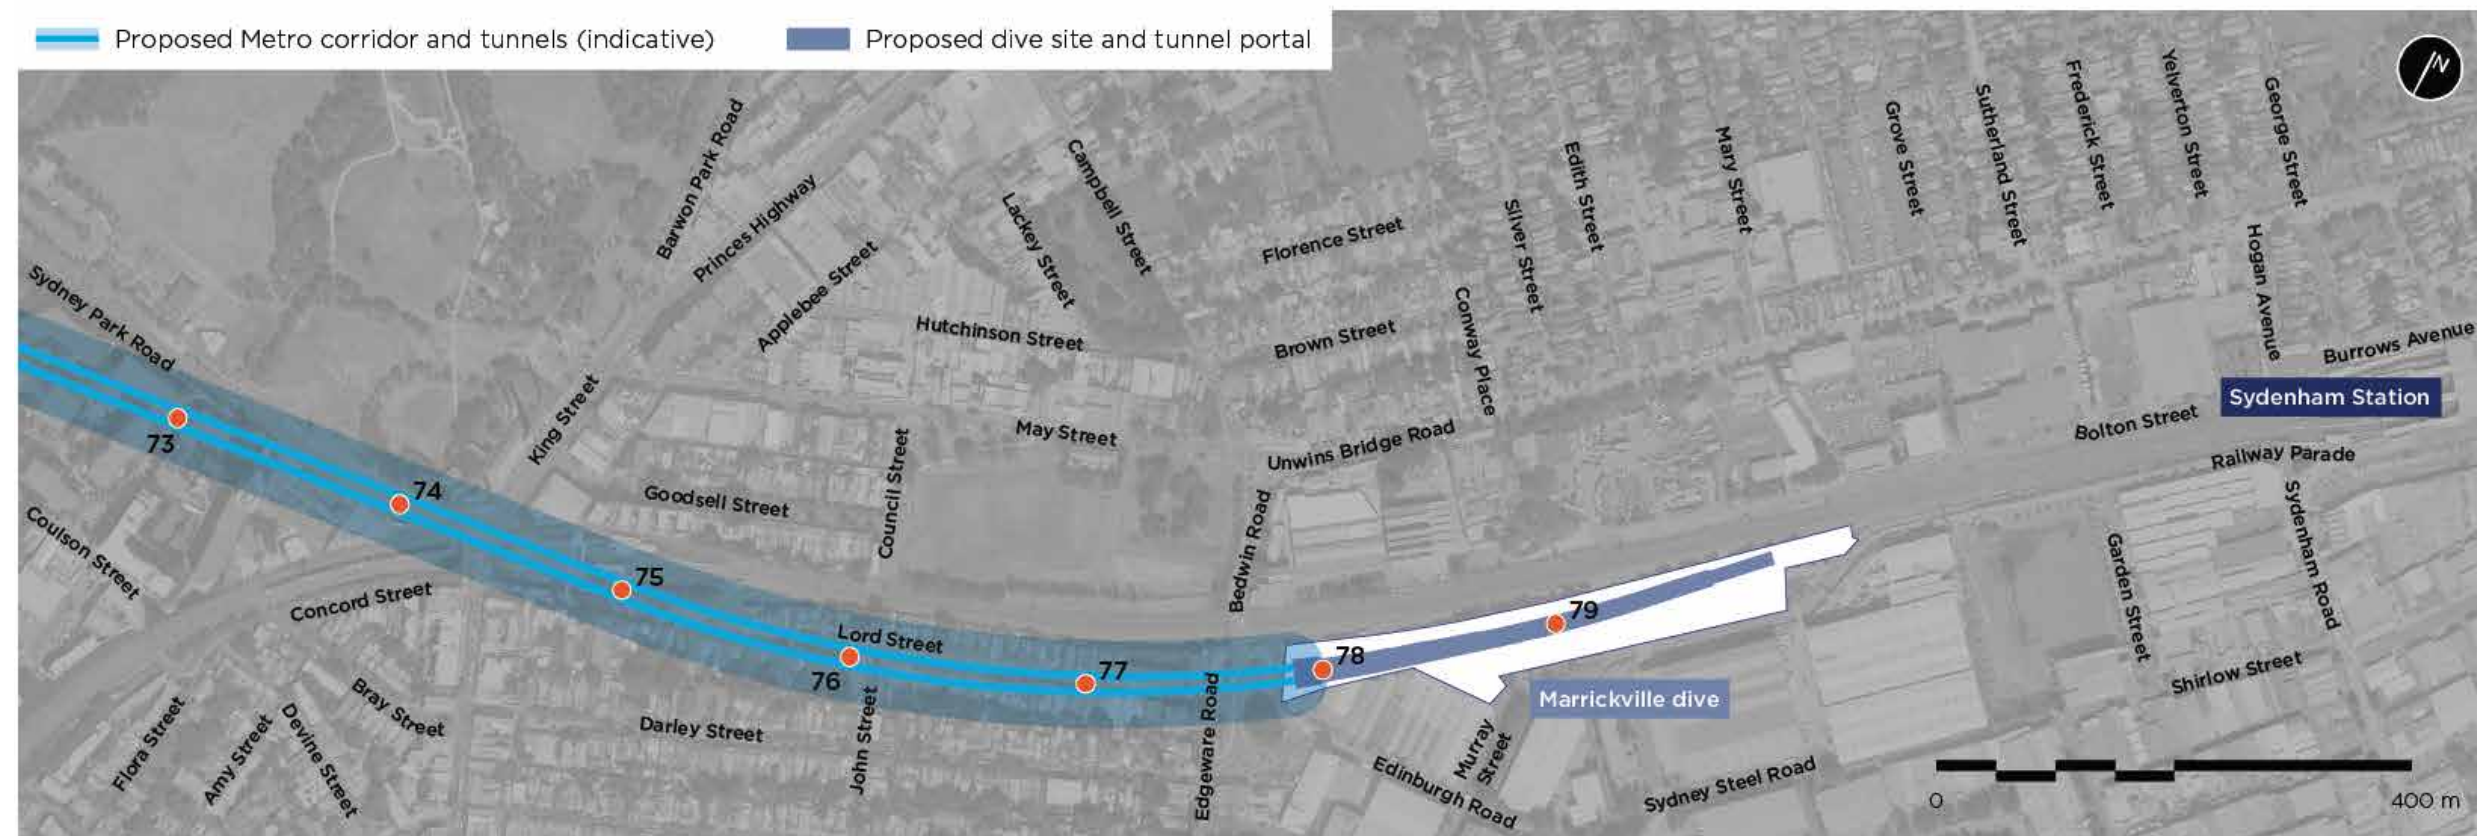 Proposed Metro corridor and tunnels (indicative)
Proposed dive site and tunnel portal
N
Barwon Park Road
Princes Highway
Applebee Street
Lackey Street
Campbell Street
Hutchinson Street
Florence Street
Silver Street
Edith Street
Mary Street
Grove Street
Sutherland Street
Frederick Street
Yelverton Street
George Street
Hogan Avenue
Burrows Avenue
Sydney Park Road
King Street
Brown Street
Conway Place
Sydenham Station
Bolton Street
Railway Parade
Sydenham Road
73
74
May Street
Council Street
Unwins Bridge Road
Goodsell Street
Coulson Street
Concord Street
75
Lord Street
76
77
Bedwin Road
78
79
Marrickville dive
Garden Street
Shirlow Street
Flora Street
Amy Street
Devine Street
Bray Street
Darley Street
John Street
Edgeware Road
Murray
Street
Edinburgh Road
Sydney Steel Road
0
400 m